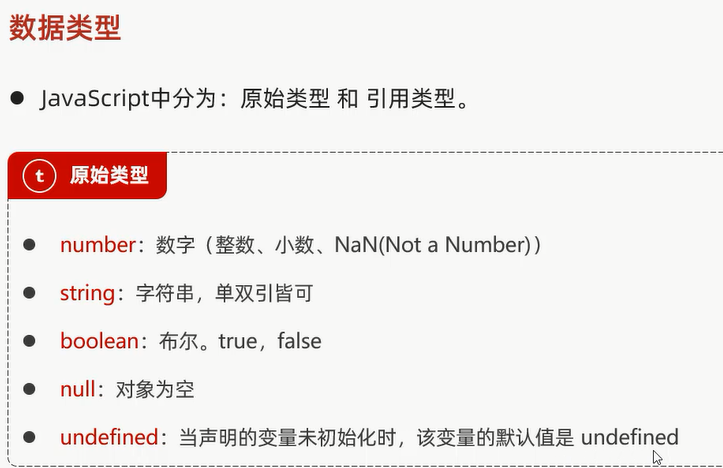 数据类型
● JavaScript中分为：原始类型 和 引用类型。
t 原始类型
● number：数字（整数、小数、NaN(Not a Number)）
● string：字符串，单双引皆可
● boolean：布尔。true，false
● null：对象为空
● undefined：当声明的变量未初始化时，该变量的默认值是 undefined